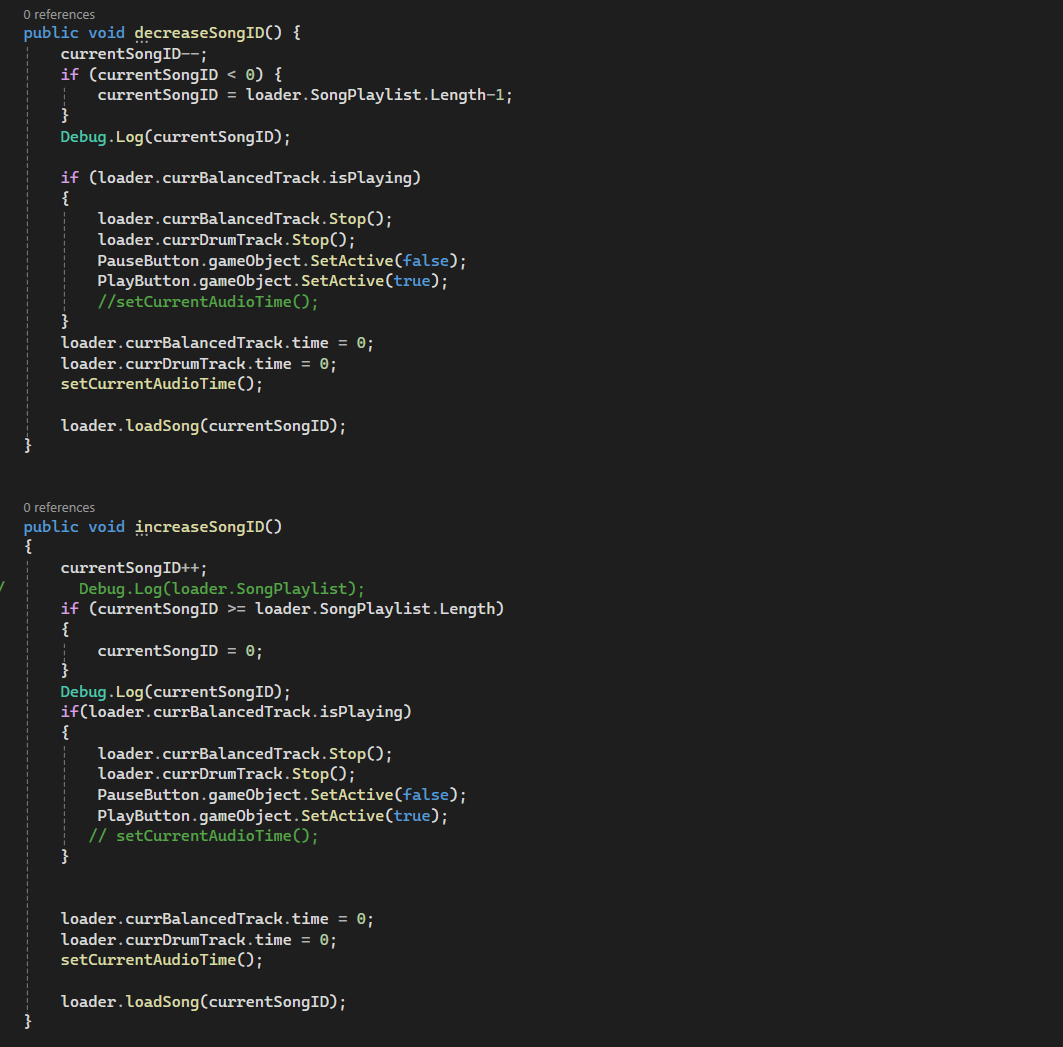 0 references
public void decreaseSongID() {
currentSongID--;
if (currentSongID < 0) {
currentSongID = loader.SongPlaylist.Length-1;
}
Debug.Log(currentSongID);
if (loader.currBalancedTrack.isPlaying)
{
loader.currBalancedTrack.Stop();
loader.currDrumTrack.Stop();
PauseButton.gameObject.SetActive(false);
PlayButton.gameObject.SetActive(true);
//setCurrentAudioTime();
}
loader.currBalancedTrack.time = 0;
loader.currDrumTrack.time = 0;
setCurrentAudioTime();
loader.loadSong(currentSongID);
}
0 references
public void increaseSongID()
{
currentSongID++;
/ Debug.Log(loader.SongPlaylist);
if (currentSongID >= loader.SongPlaylist.Length)
{
currentSongID = 0;
}
Debug.Log(currentSongID);
if(loader.currBalancedTrack.isPlaying)
{
loader.currBalancedTrack.Stop();
loader.currDrumTrack.Stop();
PauseButton.gameObject.SetActive(false);
PlayButton.gameObject.SetActive(true);
// setCurrentAudioTime();
}
loader.currBalancedTrack.time = 0;
loader.currDrumTrack.time = 0;
setCurrentAudioTime();
loader.loadSong(currentSongID);
}